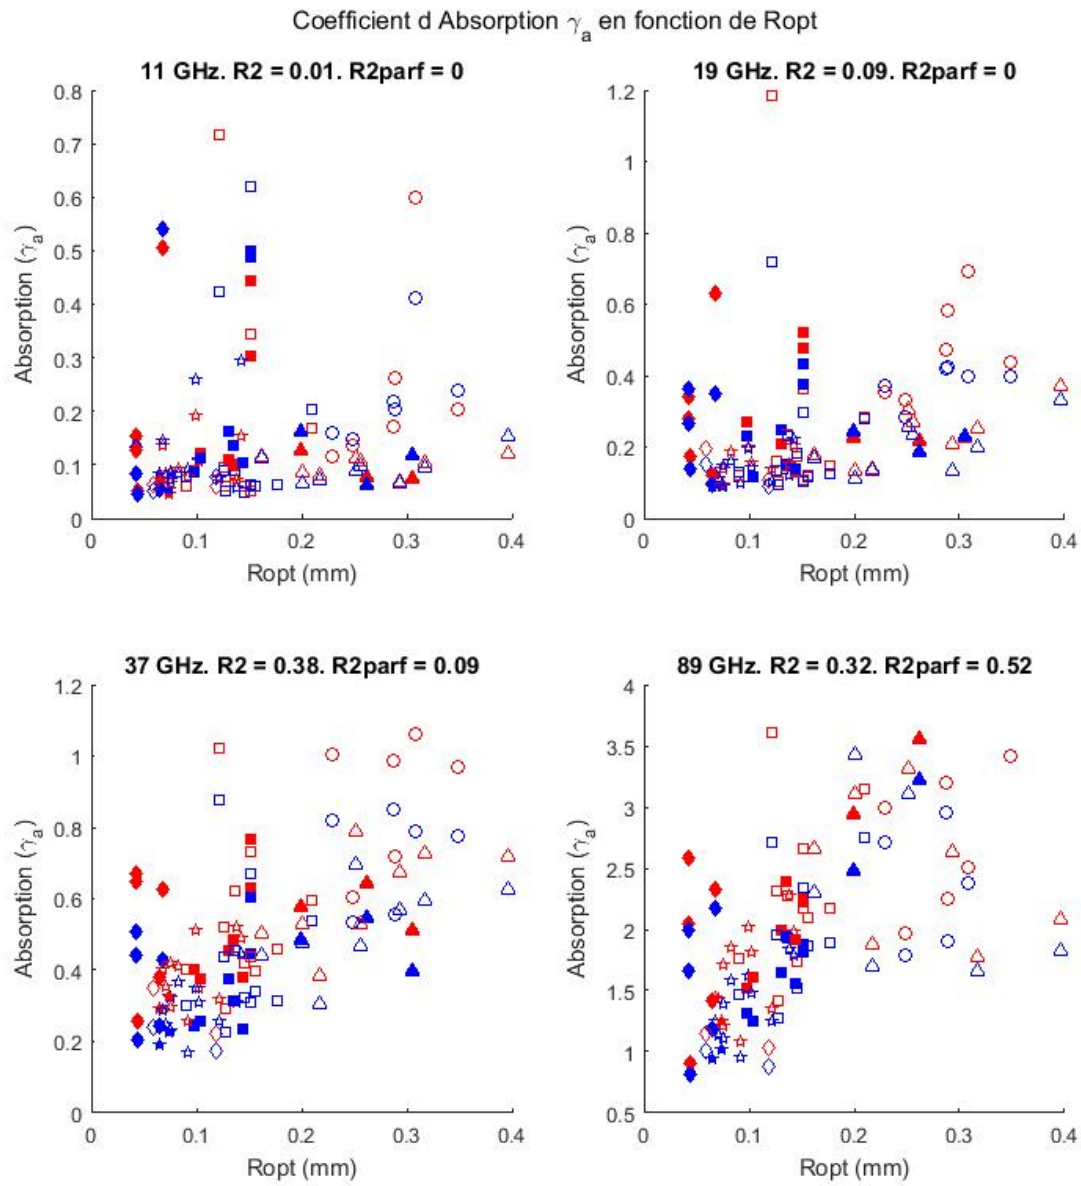 Coefficient d Absorption γa en fonction de Ropt
11 GHz. R2 = 0.01. R2parf = 0
0.8
0.7
0.6
0.5
0.4
0.3
0.2
0.1
0
Absorption (γa)
0 0.1 0.2 0.3 0.4
Ropt (mm)
19 GHz. R2 = 0.09. R2parf = 0
1.2
1
0.8
0.6
0.4
0.2
0
Absorption (γa)
0 0.1 0.2 0.3 0.4
Ropt (mm)
37 GHz. R2 = 0.38. R2parf = 0.09
1.2
1
0.8
0.6
0.4
0.2
0
Absorption (γa)
0 0.1 0.2 0.3 0.4
Ropt (mm)
89 GHz. R2 = 0.32. R2parf = 0.52
4
3.5
3
2.5
2
1.5
1
0.5
Absorption (γa)
0 0.1 0.2 0.3 0.4
Ropt (mm)